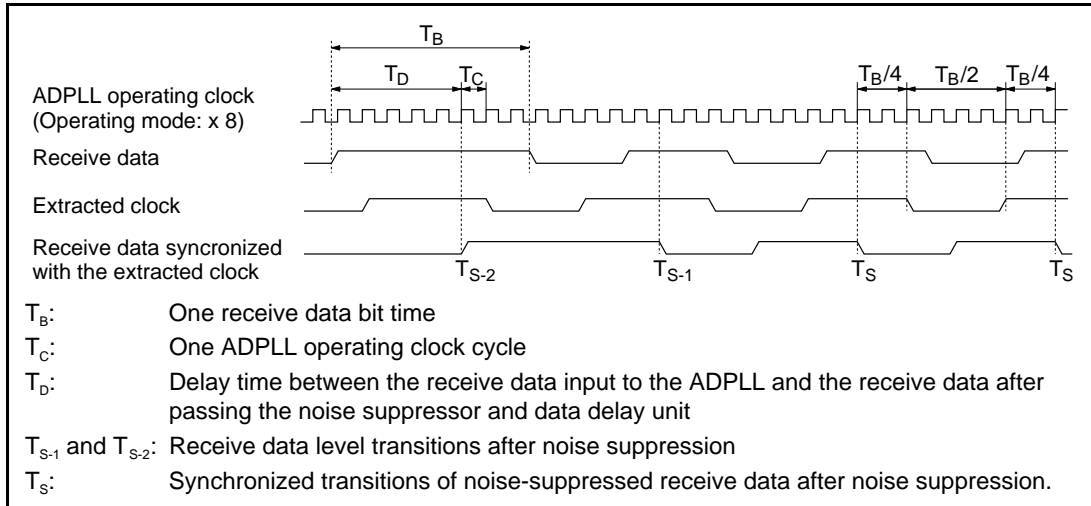 T_B
T_D T_C T_B/4 T_B/2 T_B/4
ADPLL operating clock
(Operating mode: x 8)
Receive data
Extracted clock
Receive data syncronized
with the extracted clock
T_S-2 T_S-1 T_S T_S
T_B: One receive data bit time
T_C: One ADPLL operating clock cycle
T_D: Delay time between the receive data input to the ADPLL and the receive data after
passing the noise suppressor and data delay unit
T_S-1 and T_S-2: Receive data level transitions after noise suppression
T_S: Synchronized transitions of noise-suppressed receive data after noise suppression.